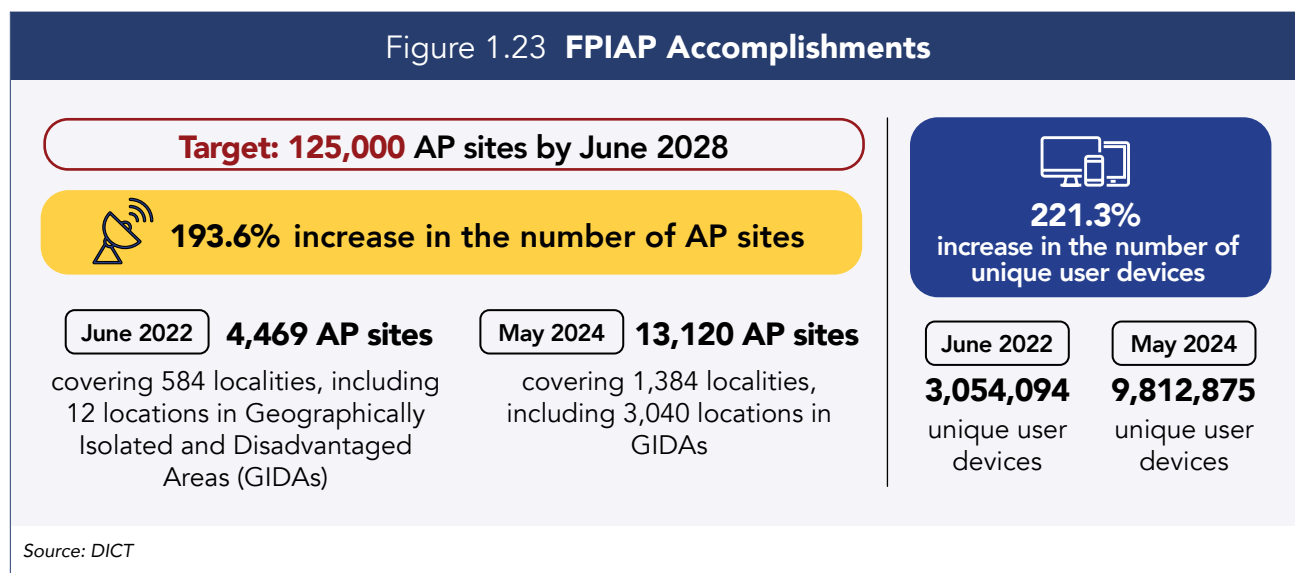 Figure 1.23 FPIAP Accomplishments
Target: 125,000 AP sites by June 2028
193.6% increase in the number of AP sites
June 2022 4,469 AP sites
covering 584 localities, including
12 locations in Geographically
Isolated and Disadvantaged
Areas (GIDAs)
May 2024 13,120 AP sites
covering 1,384 localities,
including 3,040 locations in
GIDAs
221.3%
increase in the number of
unique user devices
June 2022
3,054,094
unique user
devices
May 2024
9,812,875
unique user
devices
Source: DICT